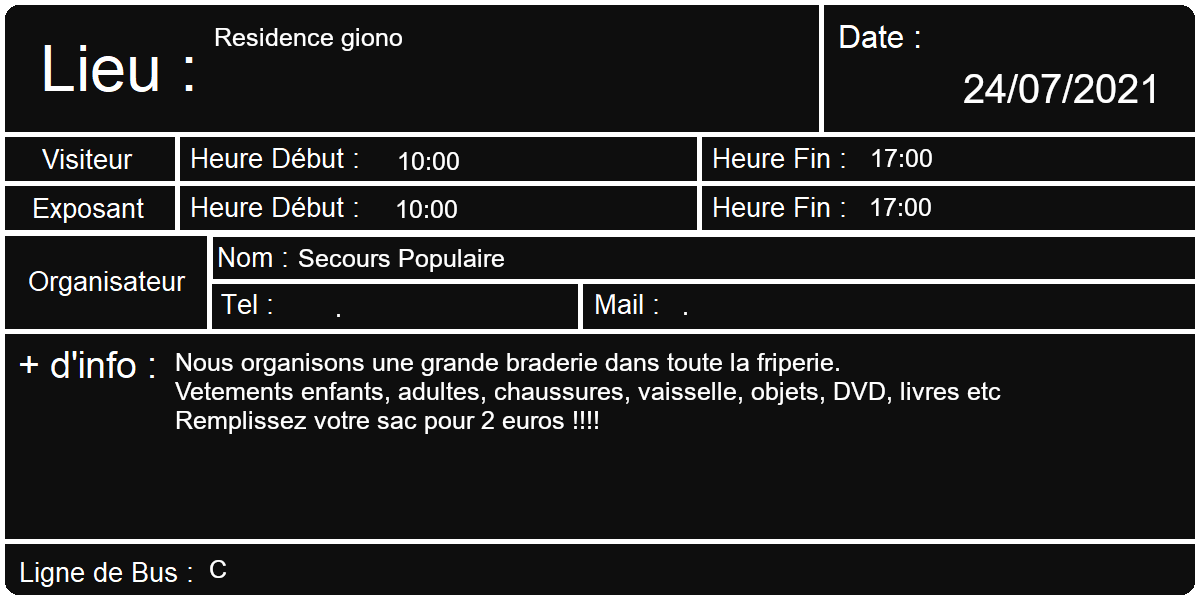 Lieu : Residence giono
Date :
24/07/2021
Visiteur Heure Début : 10:00 Heure Fin : 17:00
Exposant Heure Début : 10:00 Heure Fin : 17:00
Organisateur
Nom : Secours Populaire
Tel : . Mail : .
+ d'info : Nous organisons une grande braderie dans toute la friperie.
Vetements enfants, adultes, chaussures, vaisselle, objets, DVD, livres etc
Remplissez votre sac pour 2 euros !!!!
Ligne de Bus : C